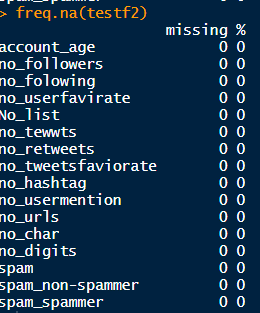 spam_spammer
> freq.na(testf2)
missing %
account_age 0 0
no_followers 0 0
no_folowing 0 0
no_userfavirate 0 0
No_list 0 0
no_tewwts 0 0
no_retweets 0 0
no_tweetsfaviorate 0 0
no_hashtag 0 0
no_usermention 0 0
no_urls 0 0
no_char 0 0
no_digits 0 0
spam 0 0
spam_non-spammer 0 0
spam_spammer 0 0